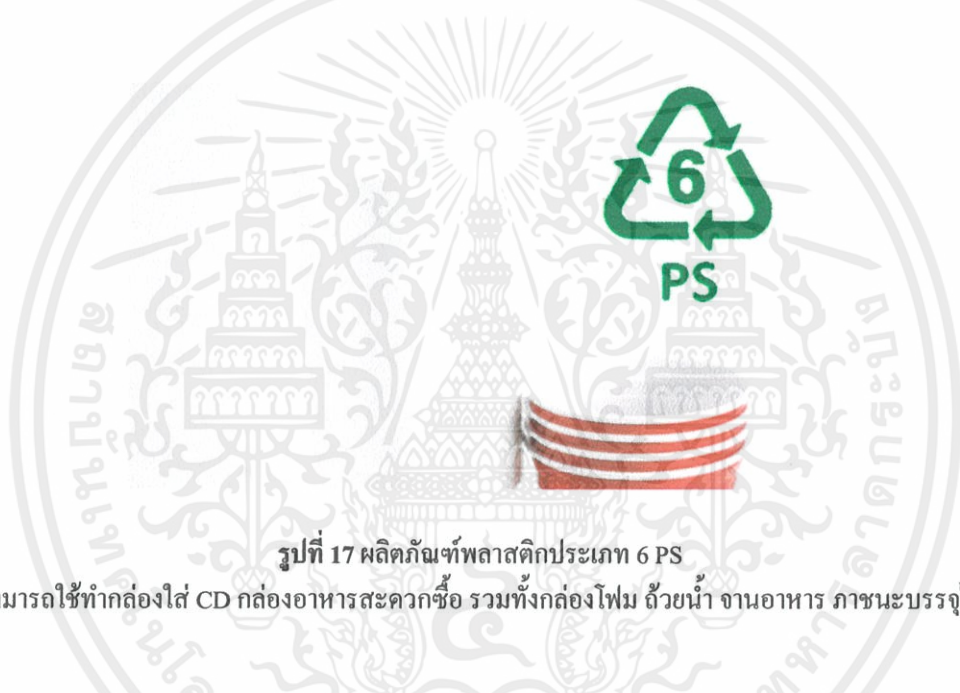 6
PS
รูปที่ 17 ผลิตภัณฑ์พลาสติกประเภท 6 PS
มารถใช้ทำกล่องใส่ CD กล่องอาหารสะดวกซื้อ รวมทั้งกล่องโฟม ถ้วยน้ำ จานอาหาร ภาชนะบรรจุ